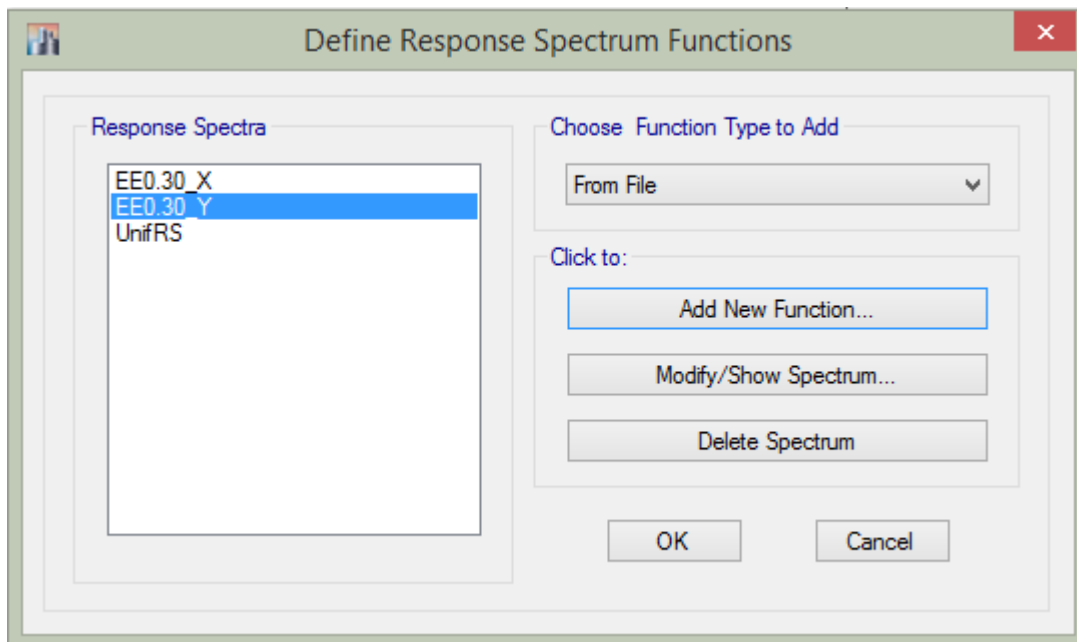 Define Response Spectrum Functions
Response Spectra
EE0.30_X
EE0.30_Y
UnifRS
Choose Function Type to Add
From File
Click to:
Add New Function...
Modify/Show Spectrum...
Delete Spectrum
OK
Cancel